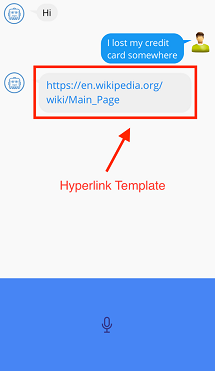 Hi
I lost my credit
card somewhere
https://en.wikipedia.org/
wiki/Main_Page
Hyperlink Template